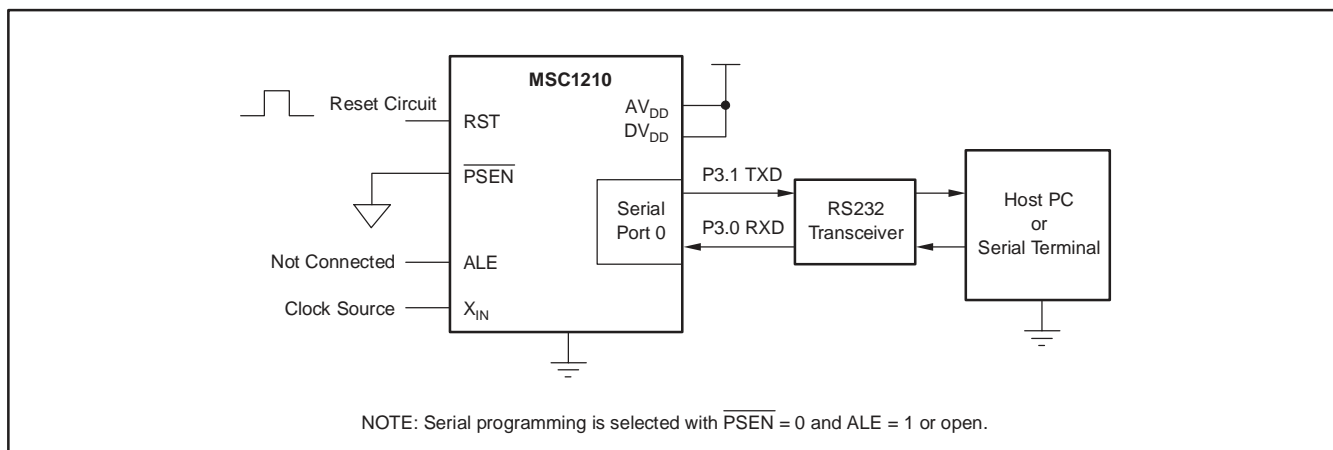 MSC1210
Reset Circuit
RST
AVDD
DVDD
PSEN
P3.1 TXD
Serial
Port 0
P3.0 RXD
RS232
Transceiver
Host PC
or
Serial Terminal
Not Connected
ALE
Clock Source
XIN
NOTE: Serial programming is selected with PSEN = 0 and ALE = 1 or open.